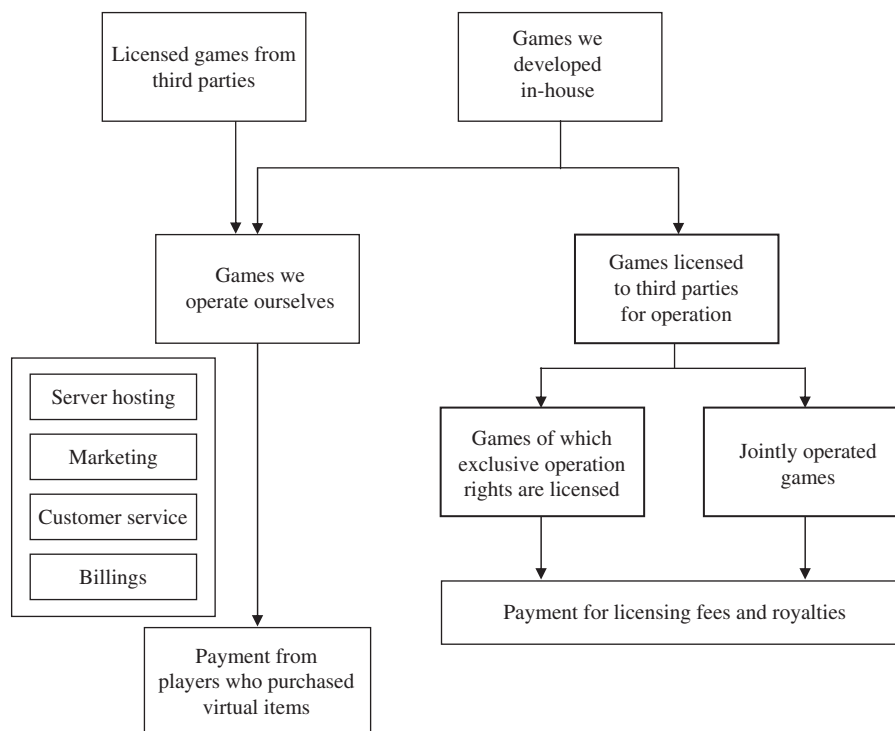 Licensed games from
third parties
Games we
developed
in-house
Games we
operate ourselves
Games licensed
to third parties
for operation
Server hosting
Marketing
Customer service
Billings
Games of which
exclusive operation
rights are licensed
Jointly operated
games
Payment for licensing fees and royalties
Payment from
players who purchased
virtual items